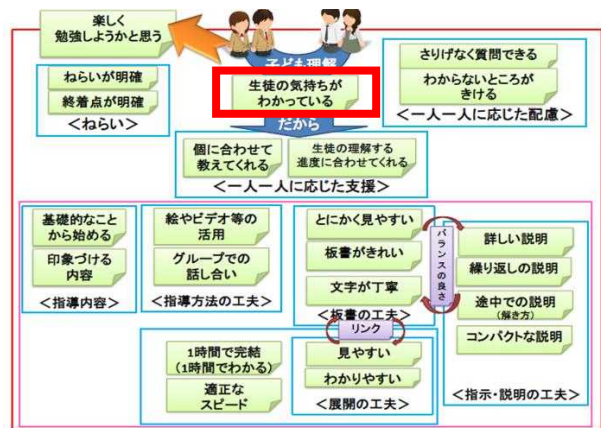 楽しく
勉強しようかと思う
子ども理解
ねらいが明確
終着点が明確
<ねらい>
生徒の気持ちが
わかっている
さりげなく質問できる
わからないところが
きける
<一人一人に応じた配慮>
だから
個に合わせて
教えてくれる
生徒の理解する
進度に合わせてくれる
<一人一人に応じた支援>
基礎的なこと
から始める
印象づける
内容
<指導内容>
絵やビデオ等の
活用
グループでの
話し合い
<指導方法の工夫>
とにかく見やすい
板書がきれい
文字が丁寧
<板書の工夫>
バランスの良さ
詳しい説明
繰り返しの説明
途中での説明
(解き方)
コンパクトな説明
<指示・説明の工夫>
リンク
1時間で完結
(1時間でわかる)
適正な
スピード
見やすい
わかりやすい
<展開の工夫>